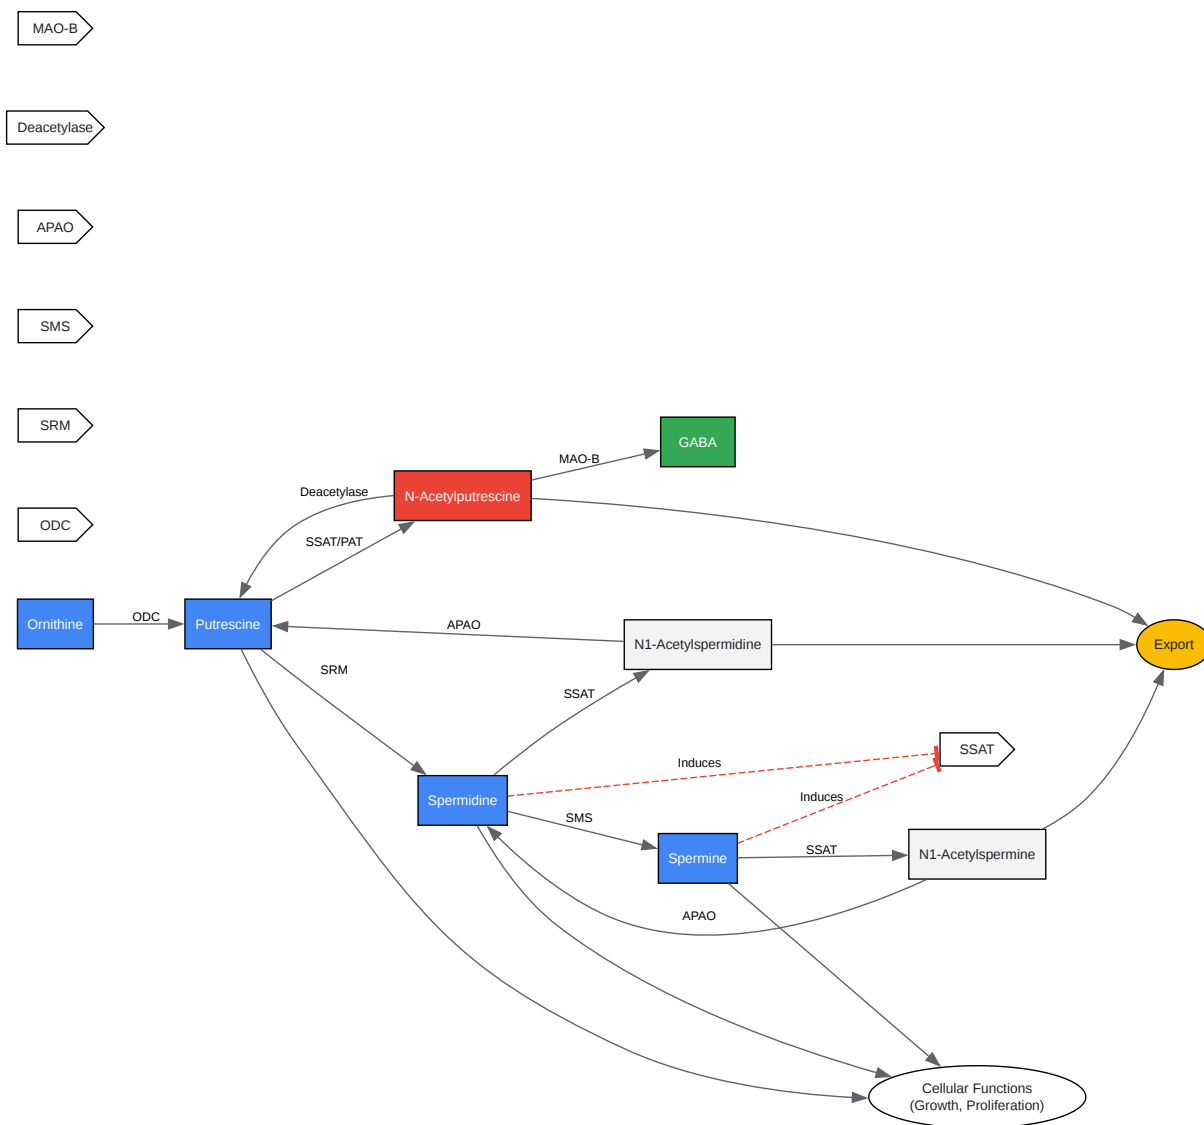 MAO-B
Deacetylase
APAO
SMS
SRM
ODC
GABA
MAO-B
N-Acetylputrescine
Deacetylase
SSAT/PAT
Ornithine
ODC
Putrescine
APAO
N1-Acetylspermidine
Export
SRM
SSAT
SSAT
Induces
Spermidine
Induces
SMS
Spermine
SSAT
N1-Acetylspermine
APAO
Cellular Functions
(Growth, Proliferation)